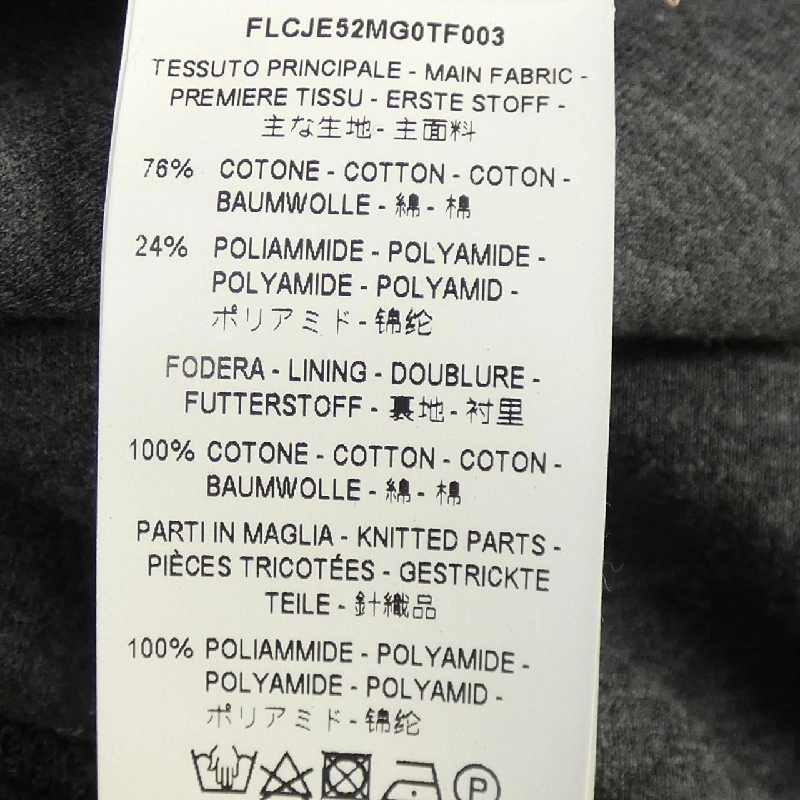 FLCJE52MG0TF003
TESSUTO PRINCIPALE - MAIN FABRIC -
PREMIERE TISSU - ERSTE STOFF -
主な生地 - 主面料
76% COTONE - COTTON - COTON -
BAUMWOLLE - 綿 - 棉
24% POLIAMMIDE - POLYAMIDE -
POLYAMIDE - POLYAMID -
ポリアミド - 锦纶
FODERA - LINING - DOUBLURE -
FUTTERSTOFF - 裏地 - 衬里
100% COTONE - COTTON - COTON -
BAUMWOLLE - 綿 - 棉
PARTI IN MAGLIA - KNITTED PARTS -
PIÈCES TRICOTÉES - GESTRICKTE
TEILE - 針織品
100% POLIAMMIDE - POLYAMIDE -
POLYAMIDE - POLYAMID -
ポリアミド - 锦纶
P